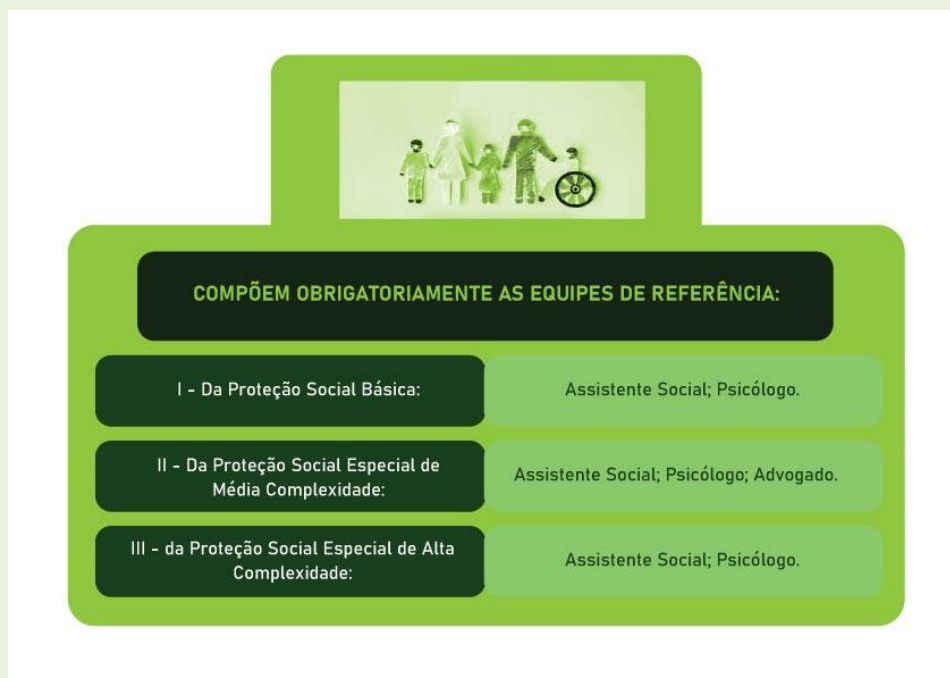 COMPÕEM OBRIGATORIAMENTE AS EQUIPES DE REFERÊNCIA:
I - Da Proteção Social Básica:
Assistente Social; Psicólogo.
II - Da Proteção Social Especial de
Média Complexidade:
Assistente Social; Psicólogo; Advogado.
III - da Proteção Social Especial de Alta
Complexidade:
Assistente Social; Psicólogo.